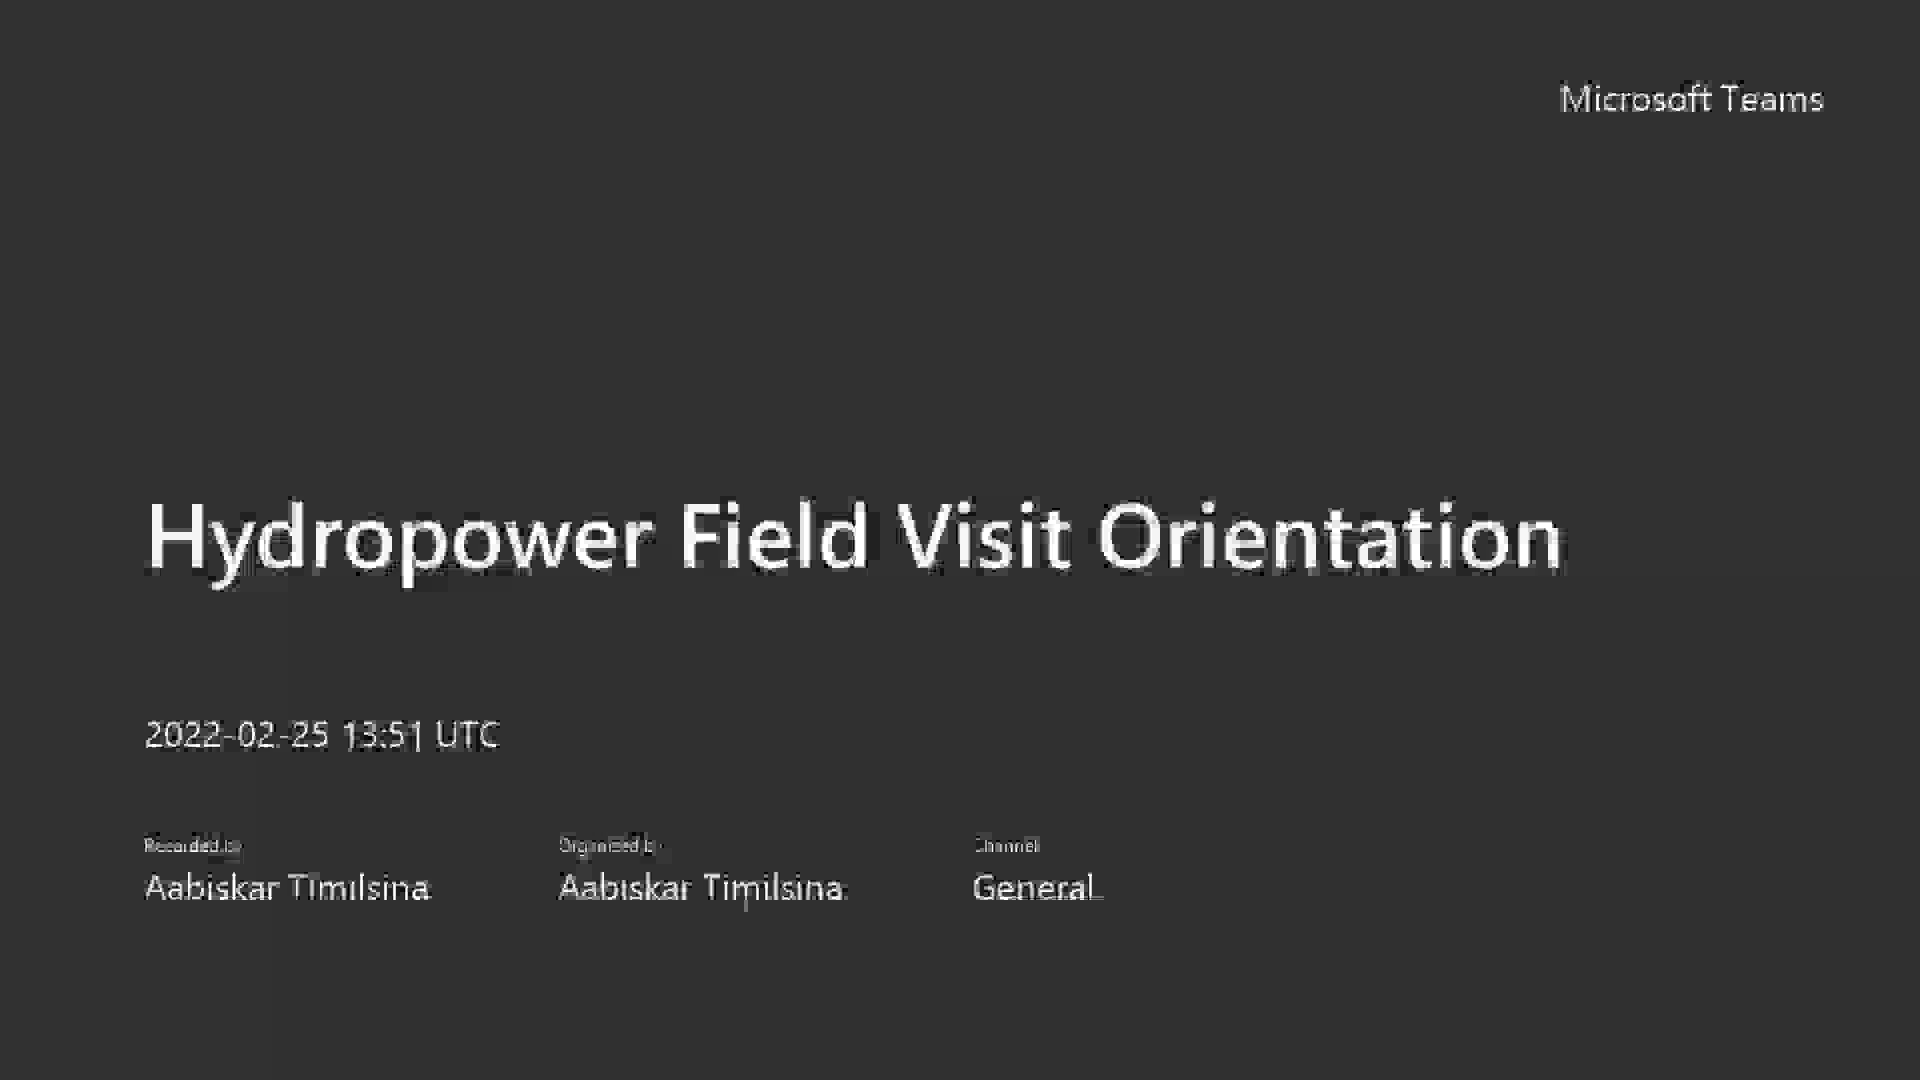 Microsoft Teams
Hydropower Field Visit Orientation
2022-02-25 13:51 UTC
Recorded by Organized by Channel
Aabiskar Timilsina Aabiskar Timilsina General